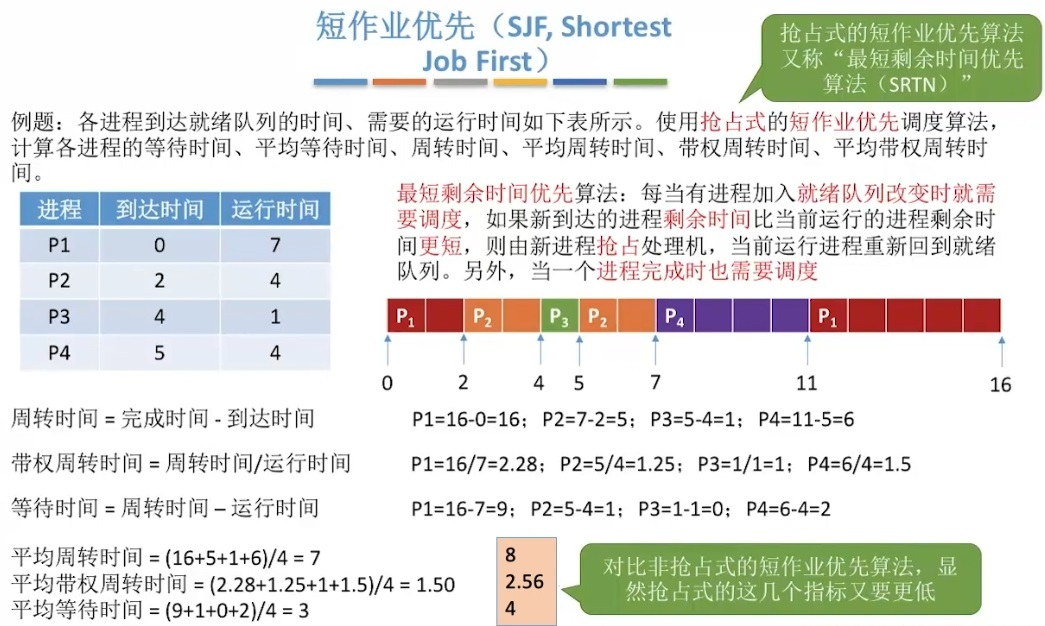 短作业优先（SJF, Shortest
Job First）
抢占式的短作业优先算法
又称“最短剩余时间优先
算法（SRTN）”
例题：各进程到达就绪队列的时间、需要的运行时间如下表所示。使用抢占式的短作业优先调度算法，
计算各进程的等待时间、平均等待时间、周转时间、平均周转时间、带权周转时间、平均带权周转时
间。
进程 到达时间 运行时间
P1 0 7
P2 2 4
P3 4 1
P4 5 4
最短剩余时间优先算法：每当有进程加入就绪队列改变时就需
要调度，如果新到达的进程剩余时间比当前运行的进程剩余时
间更短，则由新进程抢占处理机，当前运行进程重新回到就绪
队列。另外，当一个进程完成时也需要调度
P1 P2 P3 P2 P4 P1
0 2 4 5 7 11 16
周转时间 = 完成时间 - 到达时间 P1=16-0=16；P2=7-2=5；P3=5-4=1；P4=11-5=6
带权周转时间 = 周转时间/运行时间 P1=16/7=2.28；P2=5/4=1.25；P3=1/1=1；P4=6/4=1.5
等待时间 = 周转时间 – 运行时间 P1=16-7=9；P2=5-4=1；P3=1-1=0；P4=6-4=2
平均周转时间 = (16+5+1+6)/4 = 7
平均带权周转时间 = (2.28+1.25+1+1.5)/4 = 1.50
平均等待时间 = (9+1+0+2)/4 = 3
8
2.56
4
对比非抢占式的短作业优先算法，显
然抢占式的这几个指标又要更低